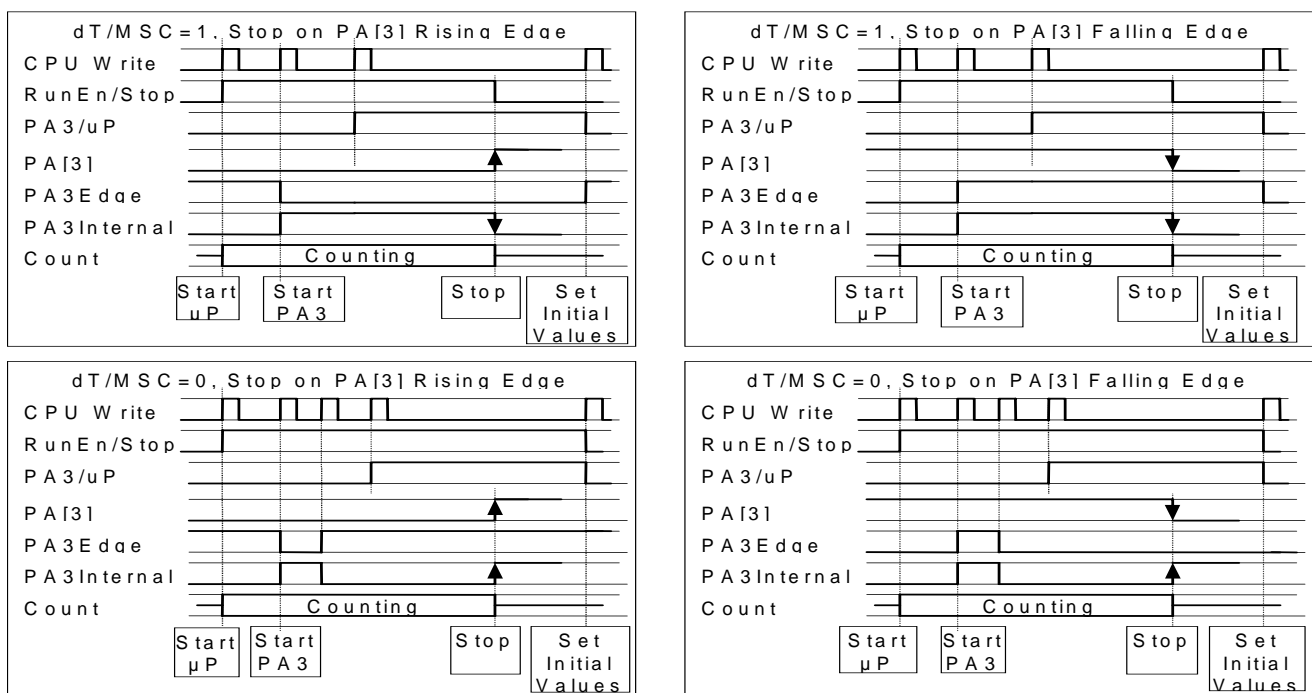 dT/MSC=1, Stop on PA[3] Rising Edge
CPU Write
RunEn/Stop
PA3/uP
PA[3]
PA3Edge
PA3Internal
Count
Counting
Start
µP
Start
PA3
Stop
Set
Initial
Values
dT/MSC=1, Stop on PA[3] Falling Edge
CPU Write
RunEn/Stop
PA3/uP
PA[3]
PA3Edge
PA3Internal
Count
Counting
Start
µP
Start
PA3
Stop
Set
Initial
Values
dT/MSC=0, Stop on PA[3] Rising Edge
CPU Write
RunEn/Stop
PA3/uP
PA[3]
PA3Edge
PA3Internal
Count
Counting
Start
µP
Start
PA3
Stop
Set
Initial
Values
dT/MSC=0, Stop on PA[3] Falling Edge
CPU Write
RunEn/Stop
PA3/uP
PA[3]
PA3Edge
PA3Internal
Count
Counting
Start
µP
Start
PA3
Stop
Set
Initial
Values